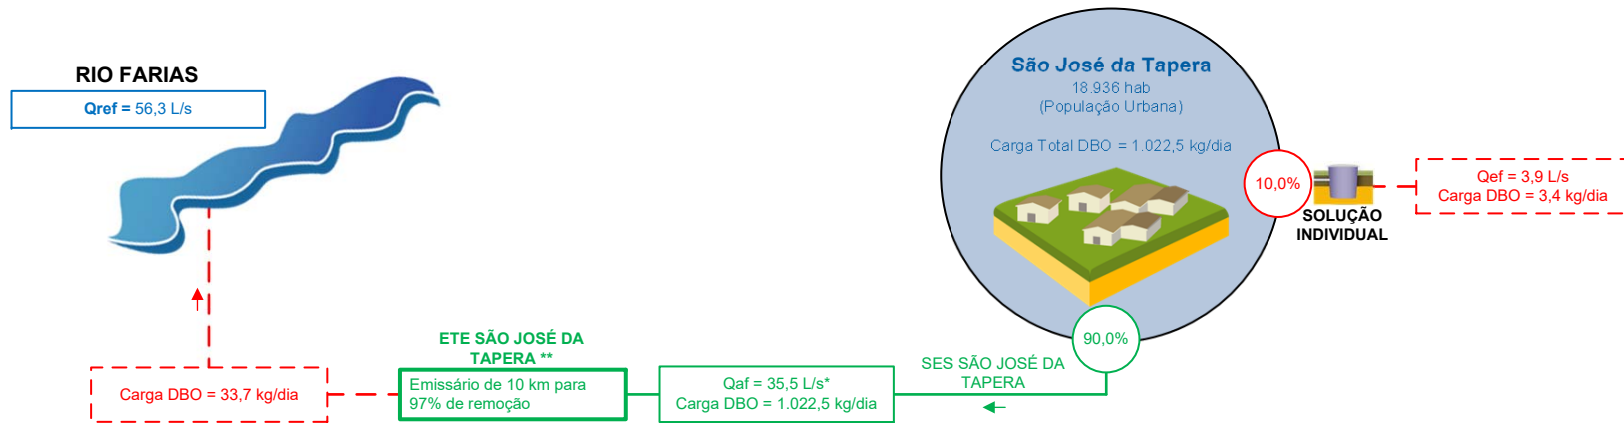 RIO FARIAS
Qref = 56,3 L/s
São José da Tapera
18.936 hab
(População Urbana)
Carga Total DBO = 1.022,5 kg/dia
10,0%
SOLUÇÃO
INDIVIDUAL
Qef = 3,9 L/s
Carga DBO = 3,4 kg/dia
90,0%
SES SÃO JOSÉ DA
TAPERA
Qaf = 35,5 L/s*
Carga DBO = 1.022,5 kg/dia
ETE SÃO JOSÉ DA
TAPERA **
Emissário de 10 km para
97% de remoção
Carga DBO = 33,7 kg/dia